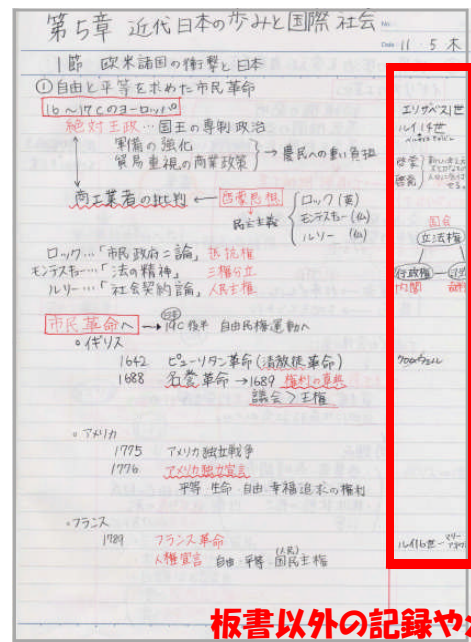 第5章 近代日本の歩みと国際社会
No.
Date 11・5 木
1節 欧米諸国の衝撃と日本
①自由と平等を求めた市民革命
16〜17Cのヨーロッパ
絶対王政…国王の専制政治
軍備の強化
貿易重視の商業政策 } → 農民への重い負担
商工業者の批判 ← 啓蒙思想 { ロック(英)
民主主義 モンテスキュー(仏)
ルソー(仏)
ロック…「市民政府二論」抵抗権
モンテスキュー…「法の精神」三権分立
ルソー…「社会契約論」人民主権
市民革命へ → 19C後半 自由民権運動へ
○イギリス
1642 ピューリタン革命(清教徒革命)
1688 名誉革命 →1689 権利の章典
議会>王権
○アメリカ
1775 アメリカ独立戦争
1776 アメリカ独立宣言
平等 生命 自由 幸福追求の権利
○フランス
1789 フランス革命
(人民)
人権宣言 自由 平等 国民主権
エリザベス1世
ルイ14世
啓蒙
啓発
国会
立法権
行政権
内閣
クロムウェル
ルイ16世ー マリー
板書以外の記録や